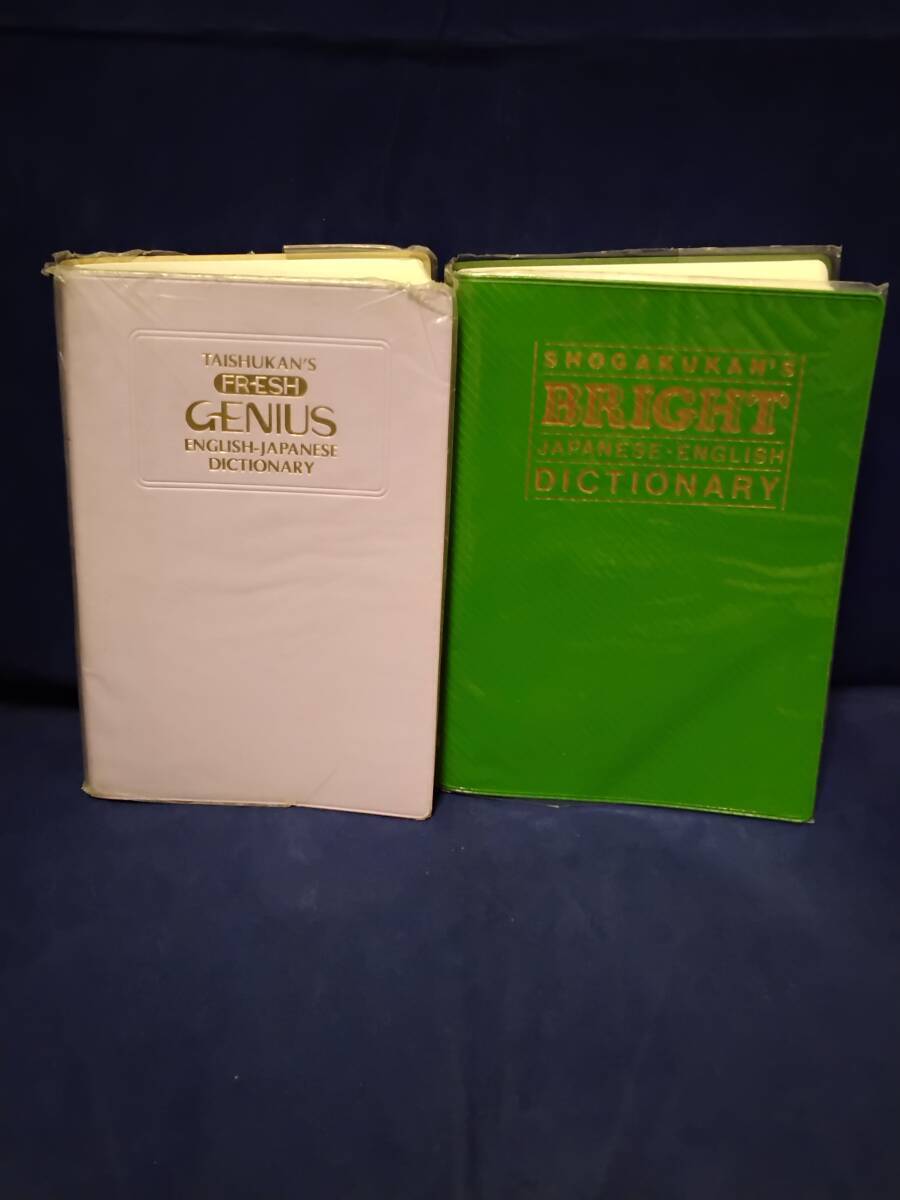 TAISHUKAN'S
FRESH
GENIUS
ENGLISH-JAPANESE
DICTIONARY
SHOGAKUKAN'S
BRIGHT
JAPANESE-ENGLISH
DICTIONARY